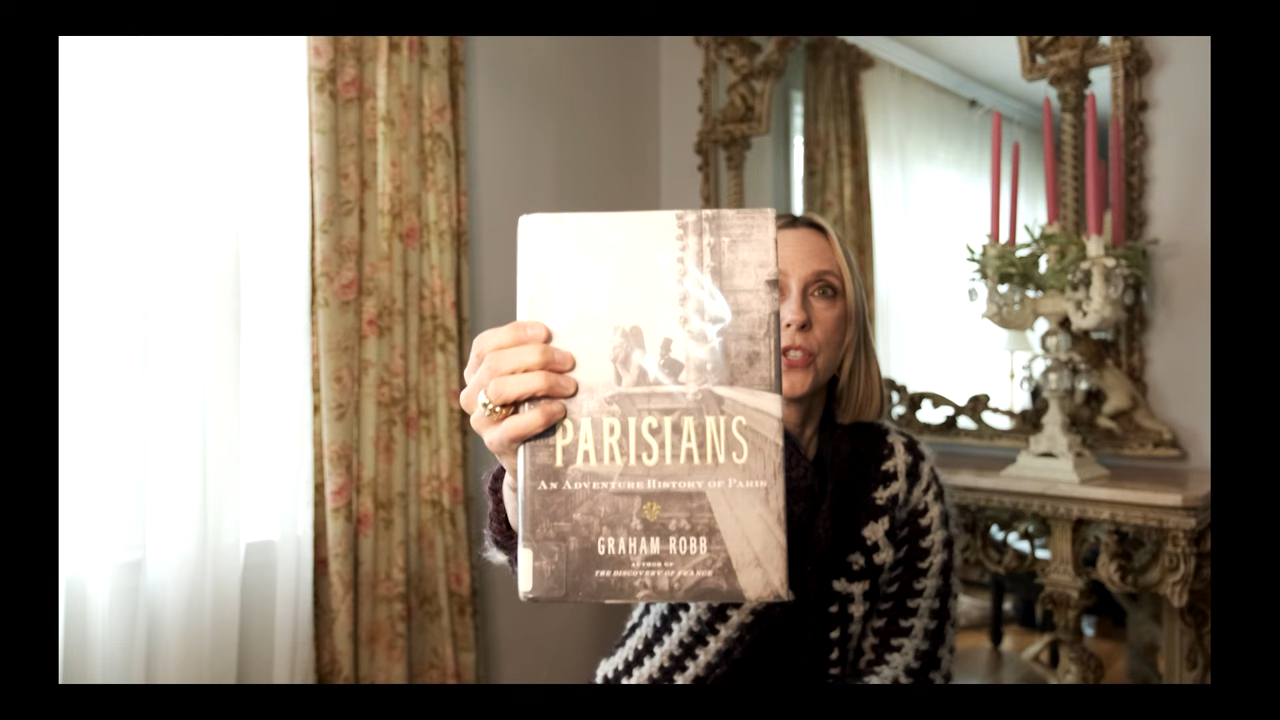 PARISIANS
AN ADVENTURE HISTORY OF PARIS
GRAHAM ROBB
AUTHOR OF
THE DISCOVERY OF FRANCE